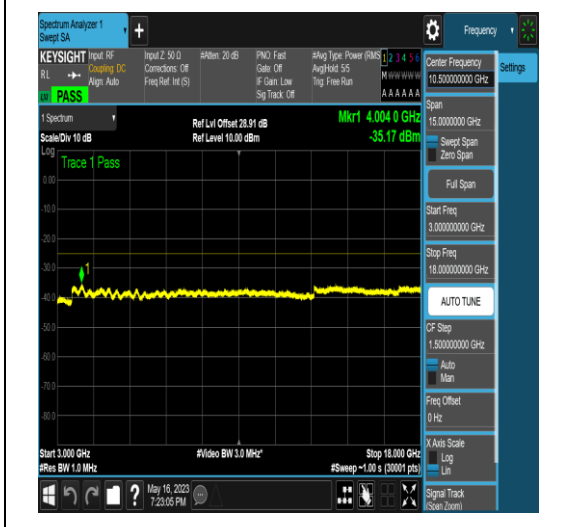 Spectrum Analyzer 1
Swept SA
+
Frequency
KEYSIGHT
RL
PASS
Input: RF
Coupling: DC
Align: Auto
Input Z: 50 Ω
Corrections: Off
Freq Ref: Int (S)
#Atten: 20 dB
PNO: Fast
Gate: Off
IF Gain: Low
Sig Track: Off
#Avg Type: Power (RMS
Avg|Hold: 5/5
Trig: Free Run
1 2 3 4 5 6
M W W W W W
A A A A A A
1 Spectrum
Scale/Div 10 dB
Log
Ref Lvl Offset 28.91 dB
Ref Level 10.00 dBm
Mkr1 4.004 0 GHz
-35.17 dBm
Trace 1 Pass
0.00
-10.0
-20.0
-30.0
-40.0
-50.0
-60.0
-70.0
-80.0
1
Start 3.000 GHz
#Res BW 1.0 MHz
#Video BW 3.0 MHz*
Stop 18.000 GHz
#Sweep ~1.00 s (30001 pts)
?
May 16, 2023
7:23:05 PM
Center Frequency
10.500000000 GHz
Span
15.0000000 GHz
Swept Span
Zero Span
Full Span
Start Freq
3.000000000 GHz
Stop Freq
18.000000000 GHz
AUTO TUNE
CF Step
1.500000000 GHz
Auto
Man
Freq Offset
0 Hz
X Axis Scale
Log
Lin
Signal Track
(Span Zoom)
Settings